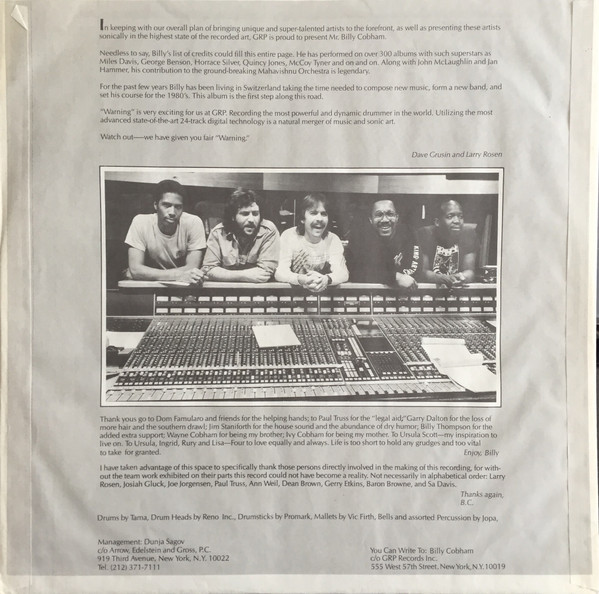 In keeping with our overall plan of bringing unique and super-talented artists to the forefront, as well as presenting these artists
sonically in the highest state of the recorded art, GRP is proud to present Mr. Billy Cobham.
Needless to say, Billy's list of credits could fill this entire page. He has performed on over 300 albums with such superstars as
Miles Davis, George Benson, Horrace Silver, Quincy Jones, McCoy Tyner and on and on. Along with John McLaughlin and Jan
Hammer, his contribution to the ground-breaking Mahavishnu Orchestra is legendary.
For the past few years Billy has been living in Switzerland taking the time needed to compose new music, form a new band, and
set his course for the 1980's. This album is the first step along this road.
"Warning" is very exciting for us at GRP. Recording the most powerful and dynamic drummer in the world. Utilizing the most
advanced state-of-the-art 24-track digital technology is a natural merger of music and sonic art.
Watch out—we have given you fair "Warning."
Dave Grusin and Larry Rosen
Thank yous go to Dom Famularo and friends for the helping hands; to Paul Truss for the "legal aid;" Garry Dalton for the loss of
more hair and the southern drawl; Jim Staniforth for the house sound and the abundance of dry humor; Billy Thompson for the
added extra support; Wayne Cobham for being my brother; Ivy Cobham for being my mother. To Ursula Scott—my inspiration to
live on. To Ursula, Ingrid, Rury and Lisa—Four to love equally and always. Life is too short to hold any grudges and too vital
to take for granted. Enjoy, Billy
I have taken advantage of this space to specifically thank those persons directly involved in the making of this recording, for with-
out the team work exhibited on their parts this record could not have become a reality. Not necessarily in alphabetical order: Larry
Rosen, Josiah Gluck, Joe Jorgensen, Paul Truss, Ann Weil, Dean Brown, Gerry Etkins, Baron Browne, and Sa Davis.
Thanks again,
B.C.
Drums by Tama, Drum Heads by Reno Inc., Drumsticks by Promark, Mallets by Vic Firth, Bells and assorted Percussion by Jopa,
Management: Dunja Sagov
c/o Arrow, Edelstein and Gross, P.C.
919 Third Avenue, New York, N.Y. 10022
Tel: (212) 371-7111
You Can Write To: Billy Cobham
c/o GRP Records Inc.
555 West 57th Street, New York, N.Y. 10019